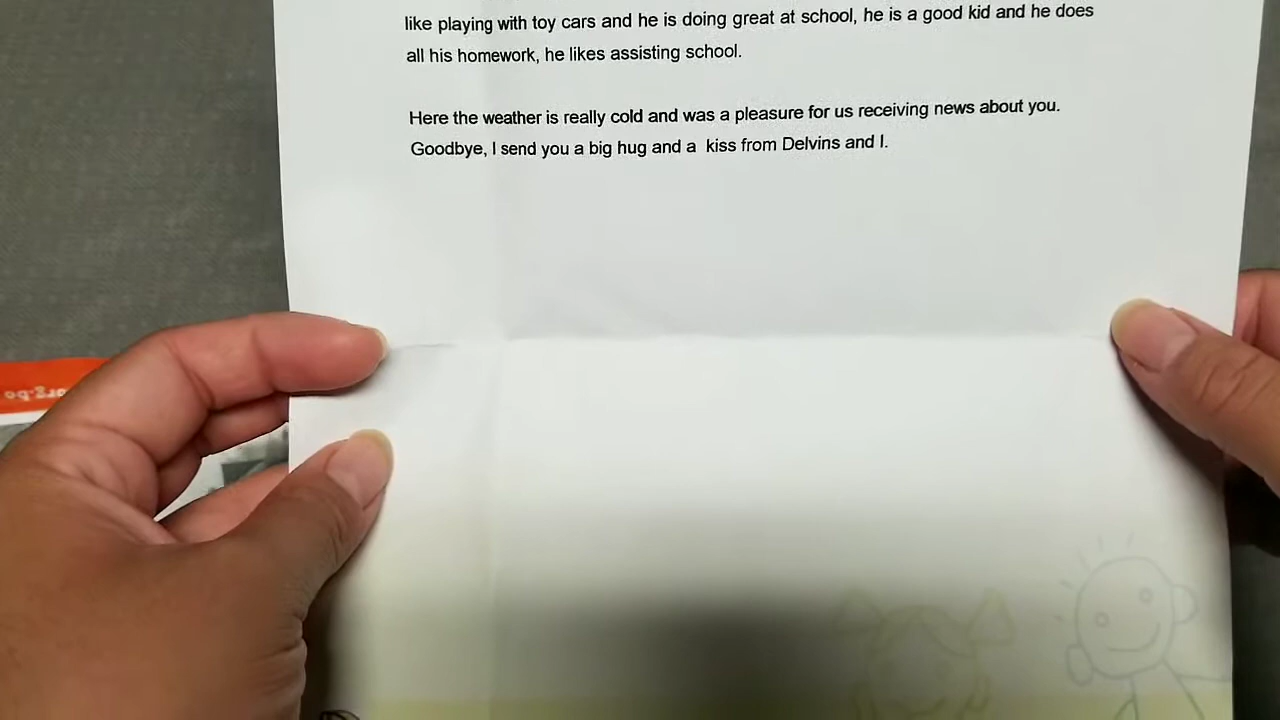 like playing with toy cars and he is doing great at school, he is a good kid and he does
all his homework, he likes assisting school.
Here the weather is really cold and was a pleasure for us receiving news about you.
Goodbye, I send you a big hug and a kiss from Delvins and I.